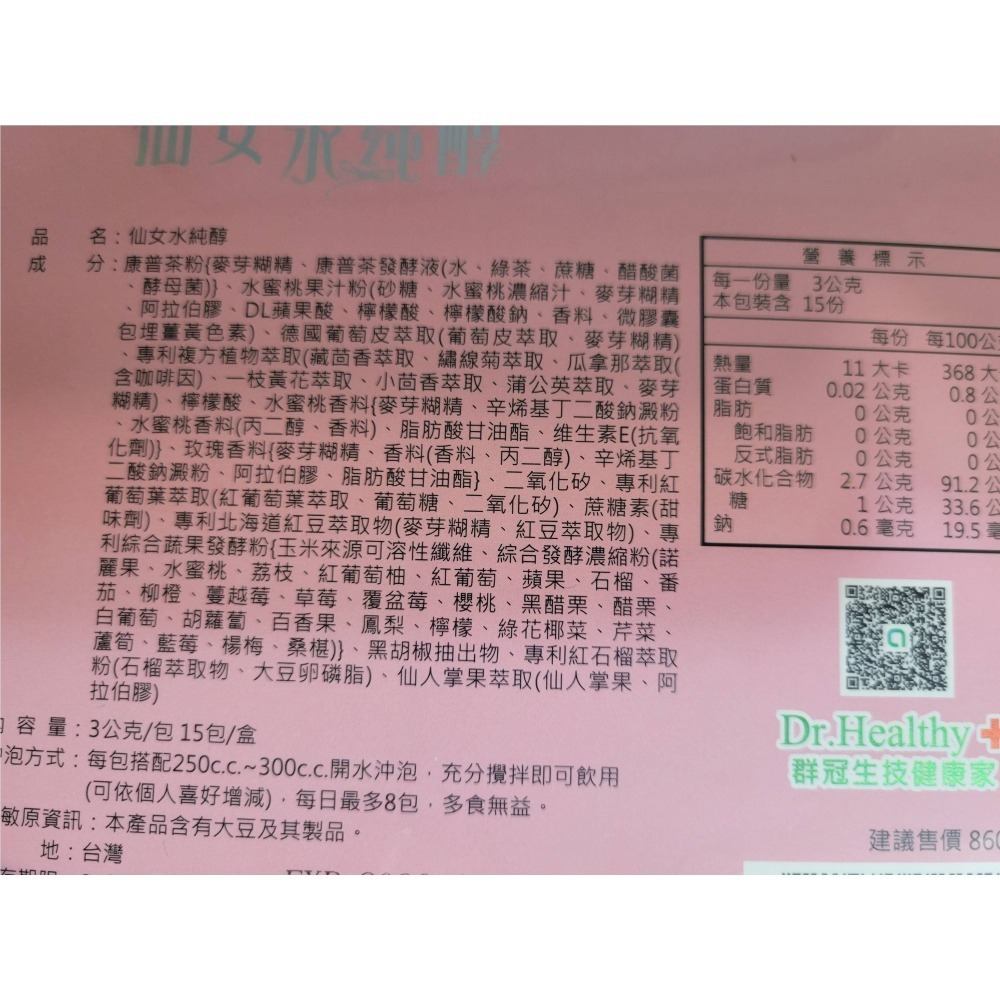 仙女水純醇
品 名：仙女水純醇
成 分：康普茶粉{麥芽糊精、康普茶發酵液(水、綠茶、蔗糖、醋酸菌
、酵母菌)}、水蜜桃果汁粉(砂糖、水蜜桃濃縮汁、麥芽糊精
、阿拉伯膠、DL蘋果酸、檸檬酸、檸檬酸鈉、香料、微膠囊
包埋薑黃色素)、德國葡萄皮萃取(葡萄皮萃取、麥芽糊精)
、專利複方植物萃取(藏茴香萃取、繡線菊萃取、瓜拿那萃取(
含咖啡因)、一枝黃花萃取、小茴香萃取、蒲公英萃取、麥芽
糊精)、檸檬酸、水蜜桃香料{麥芽糊精、辛烯基丁二酸鈉澱粉
、水蜜桃香料(丙二醇、香料)、脂肪酸甘油酯、維生素E(抗氧
化劑)}、玫瑰香料{麥芽糊精、香料(香料、丙二醇)、辛烯基丁
二酸鈉澱粉、阿拉伯膠、脂肪酸甘油酯}、二氧化矽、專利紅
葡萄葉萃取(紅葡萄葉萃取、葡萄糖、二氧化矽)、蔗糖素(甜
味劑)、專利北海道紅豆萃取物(麥芽糊精、紅豆萃取物)、專
利綜合蔬果發酵粉{玉米來源可溶性纖維、綜合發酵濃縮粉(諾
麗果、水蜜桃、荔枝、紅葡萄柚、紅葡萄、蘋果、石榴、番
茄、柳橙、蔓越莓、草莓、覆盆莓、櫻桃、黑醋栗、醋栗、
白葡萄、胡蘿蔔、百香果、鳳梨、檸檬、綠花椰菜、芹菜、
蘆筍、藍莓、楊梅、桑椹)}、黑胡椒抽出物、專利紅石榴萃取
粉(石榴萃取物、大豆卵磷脂)、仙人掌果萃取(仙人掌果、阿
拉伯膠)
容 量：3公克/包 15包/盒
泡方式：每包搭配250c.c.~300c.c.開水沖泡，充分攪拌即可飲用
(可依個人喜好增減)，每日最多8包，多食無益。
敏原資訊：本產品含有大豆及其製品。
地：台灣
營養標示
每一份量 3公克
本包裝含 15份
每份 每100公
熱量 11 大卡 368 大
蛋白質 0.02 公克 0.8 公
脂肪 0 公克 0 公
飽和脂肪 0 公克 0 公
反式脂肪 0 公克 0 公
碳水化合物 2.7 公克 91.2 公
糖 1 公克 33.6 公
鈉 0.6 毫克 19.5 毫
Dr.Healthy
群冠生技健康家
建議售價 860